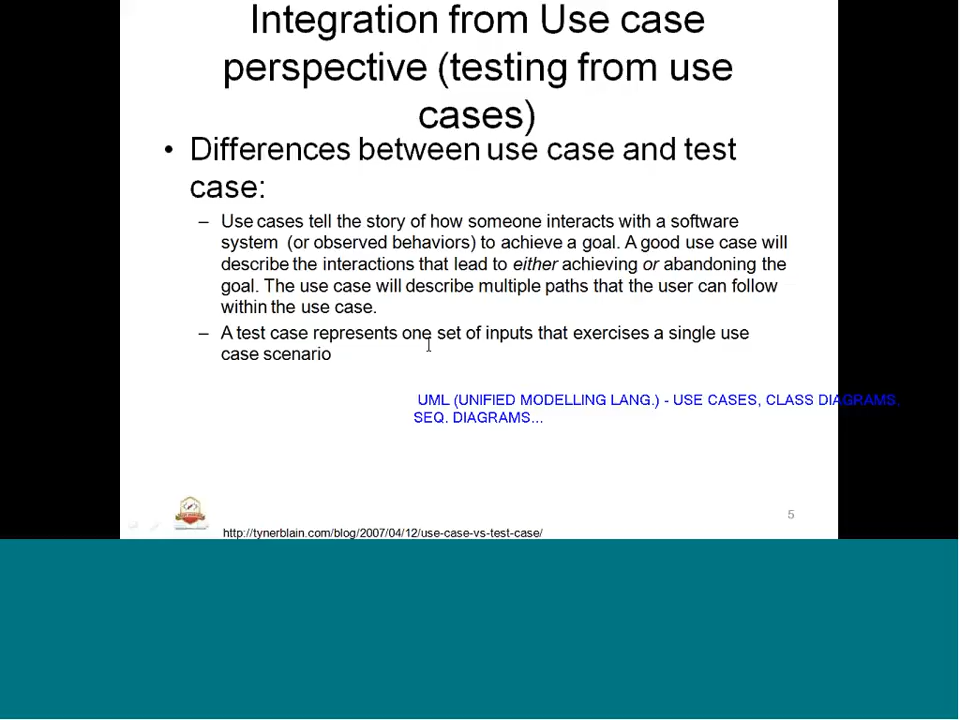 Integration from Use case
perspective (testing from use
cases)
• Differences between use case and test
case:
– Use cases tell the story of how someone interacts with a software
system (or observed behaviors) to achieve a goal. A good use case will
describe the interactions that lead to either achieving or abandoning the
goal. The use case will describe multiple paths that the user can follow
within the use case.
– A test case represents one set of inputs that exercises a single use
case scenario
UML (UNIFIED MODELLING LANG.) - USE CASES, CLASS DIAGRAMS,
SEQ. DIAGRAMS...
5
http://tynerblain.com/blog/2007/04/12/use-case-vs-test-case/